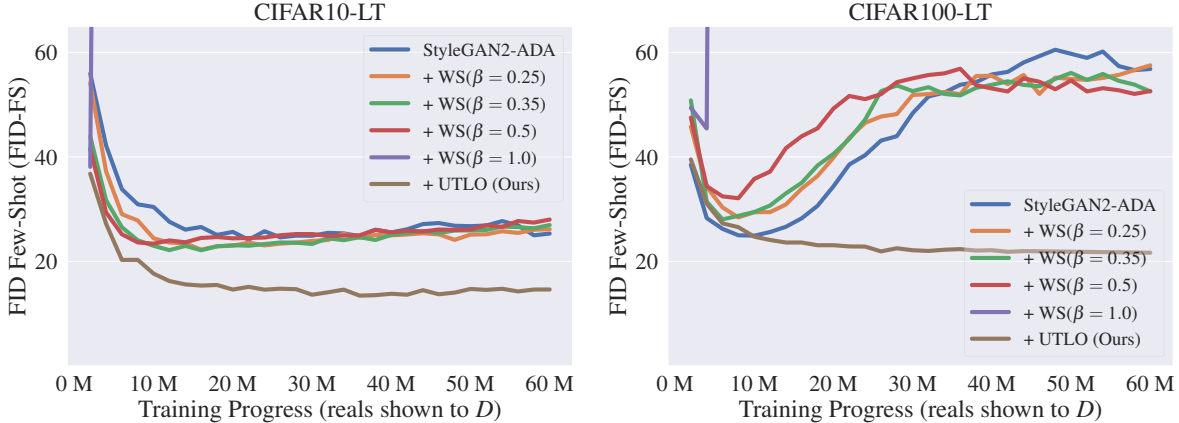 CIFAR10-LT
FID Few-Shot (FID-FS)
60
40
20
0 M 10 M 20 M 30 M 40 M 50 M 60 M
Training Progress (reals shown to D)
StyleGAN2-ADA
+ WS(β = 0.25)
+ WS(β = 0.35)
+ WS(β = 0.5)
+ WS(β = 1.0)
+ UTLO (Ours)
CIFAR100-LT
FID Few-Shot (FID-FS)
60
40
20
0 M 10 M 20 M 30 M 40 M 50 M 60 M
Training Progress (reals shown to D)
StyleGAN2-ADA
+ WS(β = 0.25)
+ WS(β = 0.35)
+ WS(β = 0.5)
+ WS(β = 1.0)
+ UTLO (Ours)